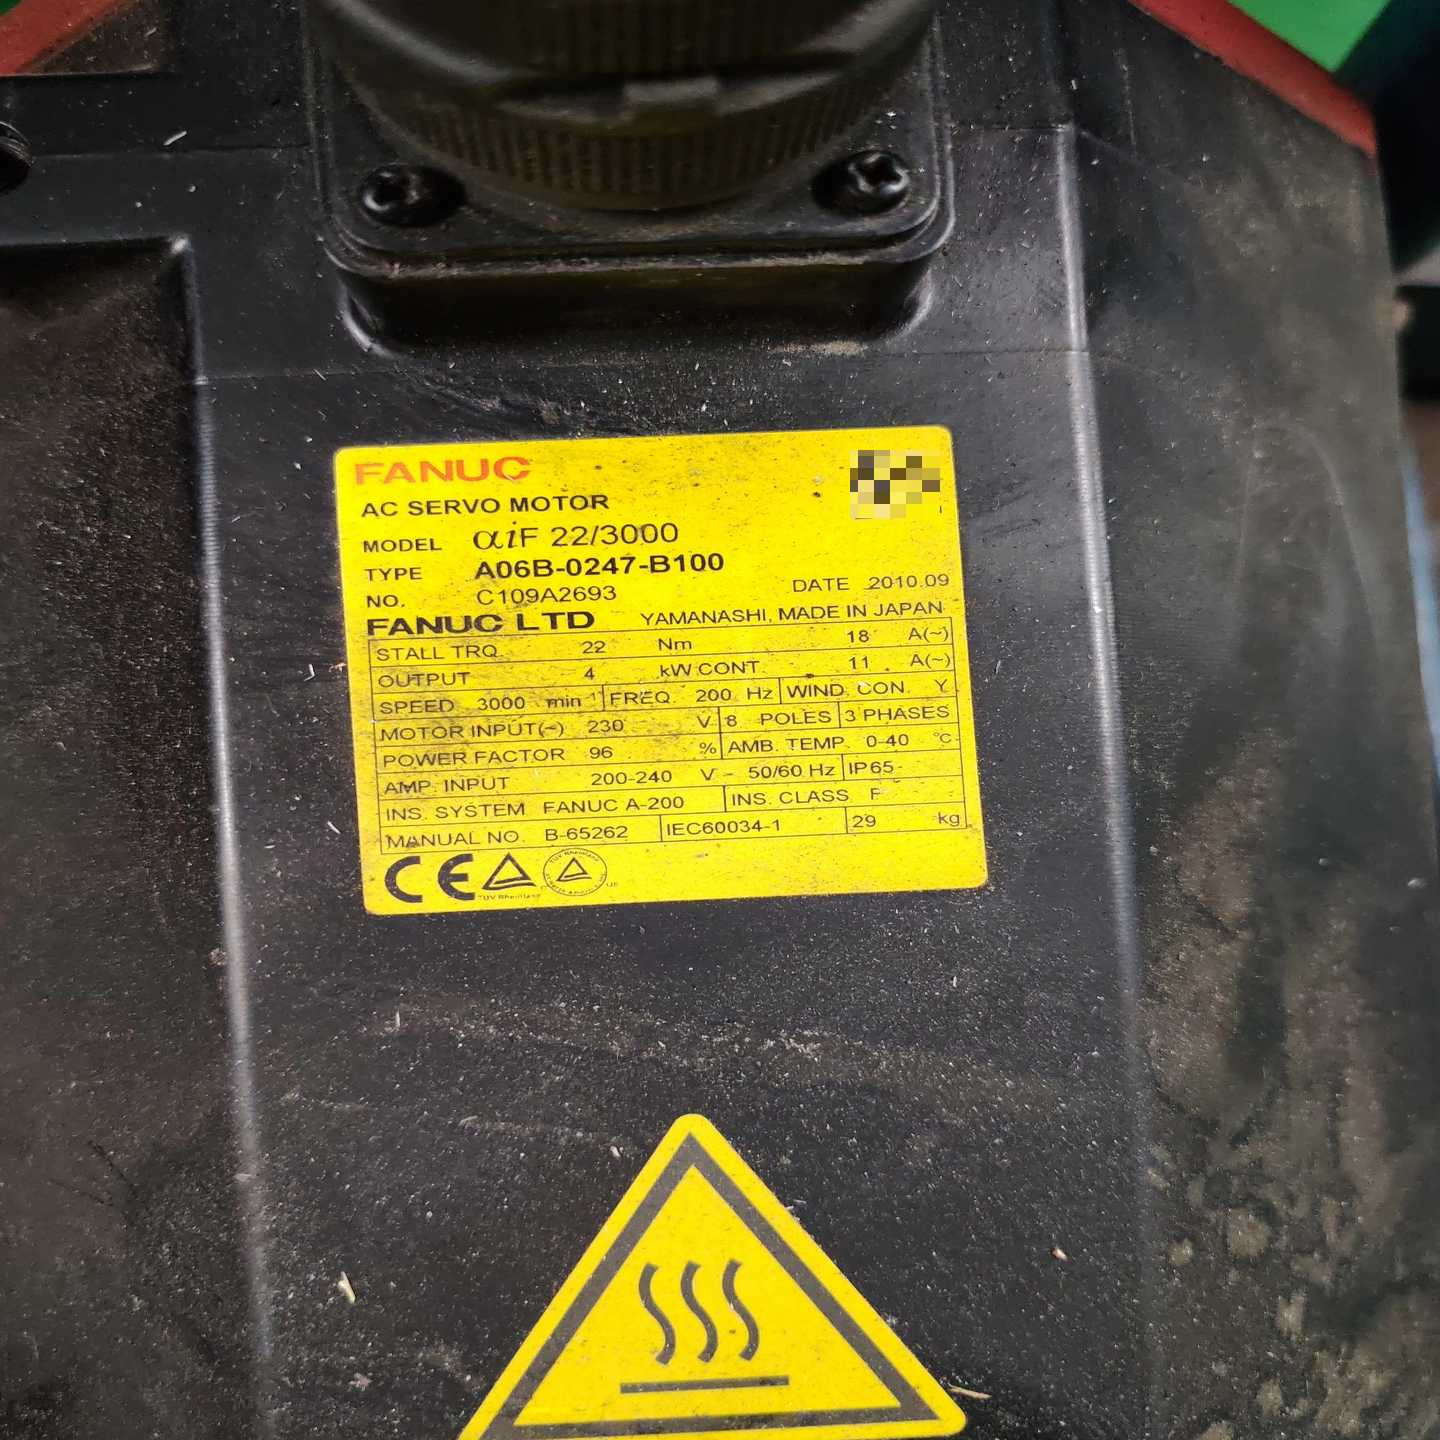 FANUC
AC SERVO MOTOR
MODEL αiF 22/3000
TYPE A06B-0247-B100
NO. C109A2693 DATE 2010.09
FANUC LTD YAMANASHI, MADE IN JAPAN
STALL TRQ. 22 Nm 18 A(~)
OUTPUT 4 kW CONT. 11 A(~)
SPEED 3000 min⁻¹ FREQ. 200 Hz WIND. CON. Y
MOTOR INPUT(~) 230 V 8 POLES 3 PHASES
POWER FACTOR 96 % AMB. TEMP. 0-40 °C
AMP. INPUT 200-240 V ~ 50/60 Hz IP65
INS. SYSTEM FANUC A-200 INS. CLASS F
MANUAL NO. B-65262 IEC60034-1 29 kg
CE
TÜV Rheinland